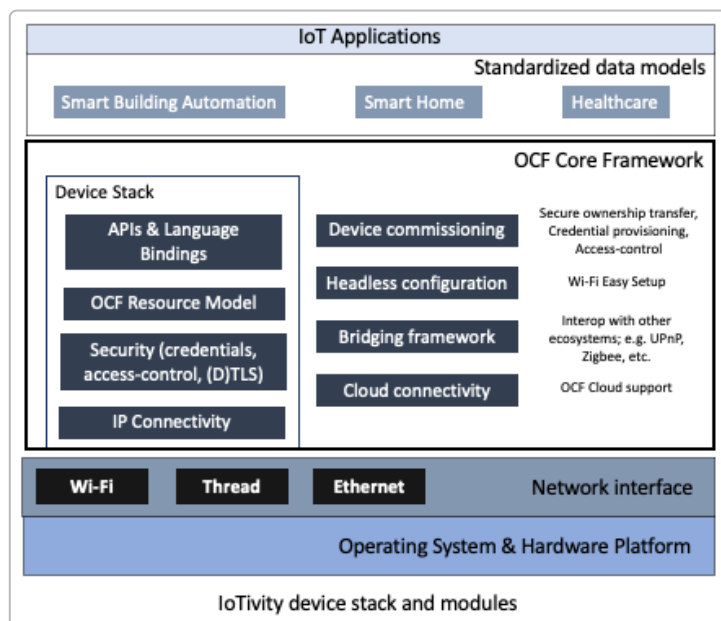 IoT Applications
Standardized data models
Smart Building Automation
Smart Home
Healthcare
OCF Core Framework
Device Stack
APIs & Language
Bindings
OCF Resource Model
Security (credentials,
access-control, (D)TLS)
IP Connectivity
Device commissioning
Secure ownership transfer,
Credential provisioning,
Access-control
Headless configuration
Wi-Fi Easy Setup
Bridging framework
Interop with other
ecosystems; e.g. UPnP,
Zigbee, etc.
Cloud connectivity
OCF Cloud support
Wi-Fi
Thread
Ethernet
Network interface
Operating System & Hardware Platform
IoTivity device stack and modules